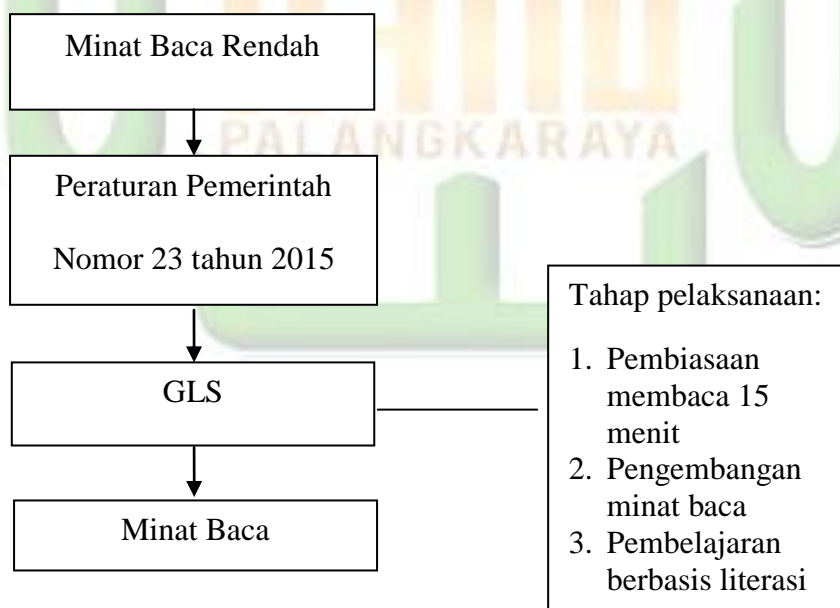 Minat Baca Rendah
PALANGKARAYA
Peraturan Pemerintah
Nomor 23 tahun 2015
GLS
Minat Baca
Tahap pelaksanaan:
1. Pembiasaan
membaca 15
menit
2. Pengembangan
minat baca
3. Pembelajaran
berbasis literasi